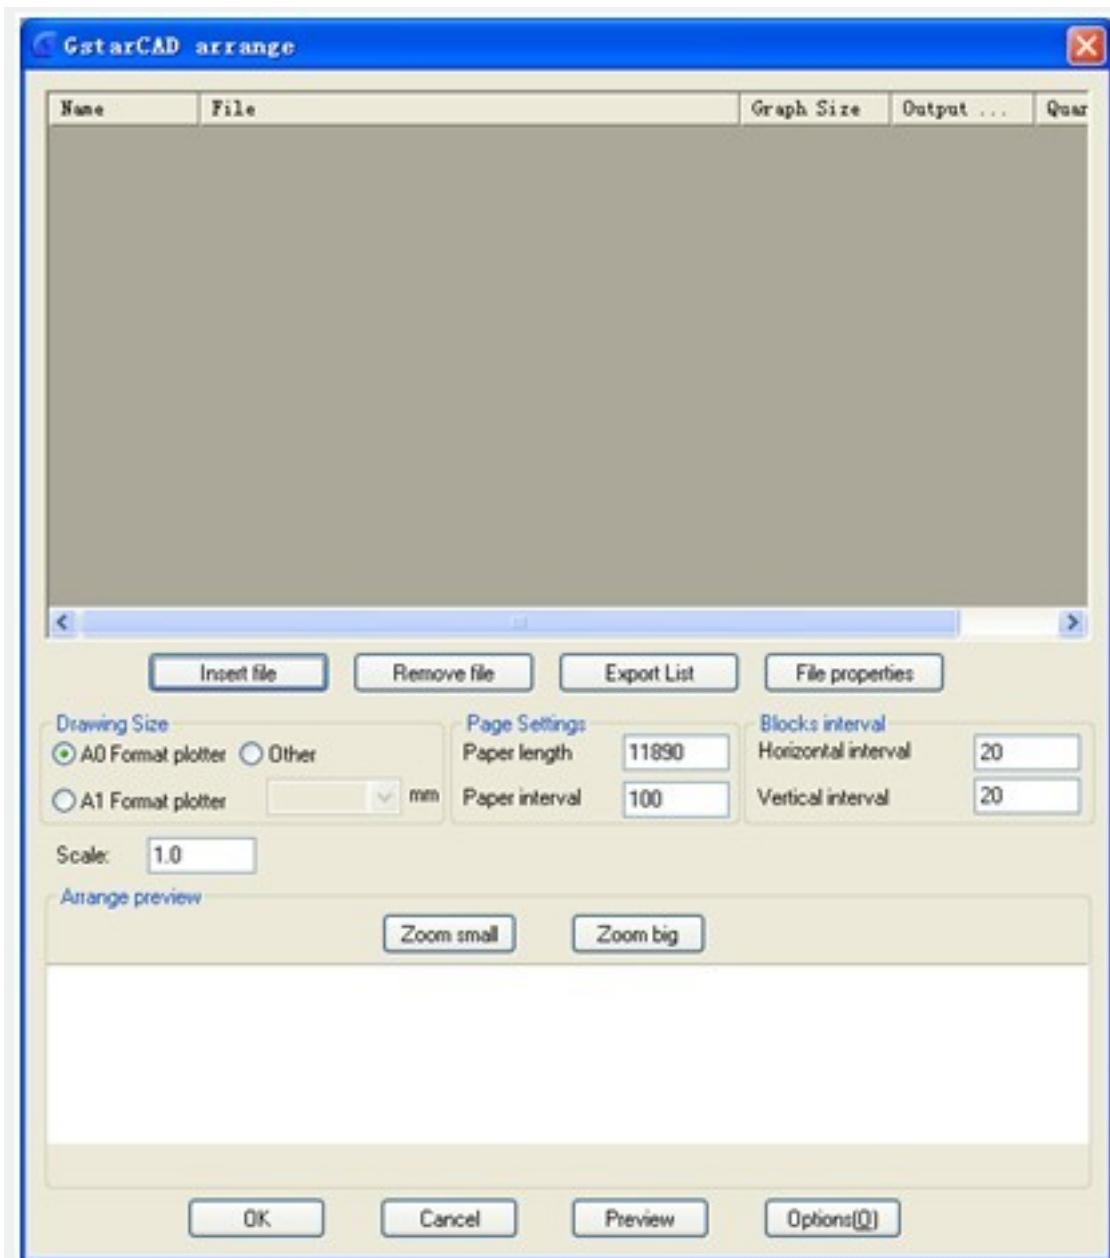 GstarCAD arrange
Name File Graph Size Output ... Quan
Insert file Remove file Export List File properties
Drawing Size Page Settings Blocks interval
A0 Format plotter Other Paper length 11890 Horizontal interval 20
A1 Format plotter mm Paper interval 100 Vertical interval 20
Scale: 1.0
Arrange preview
Zoom small Zoom big
OK Cancel Preview Options(O)